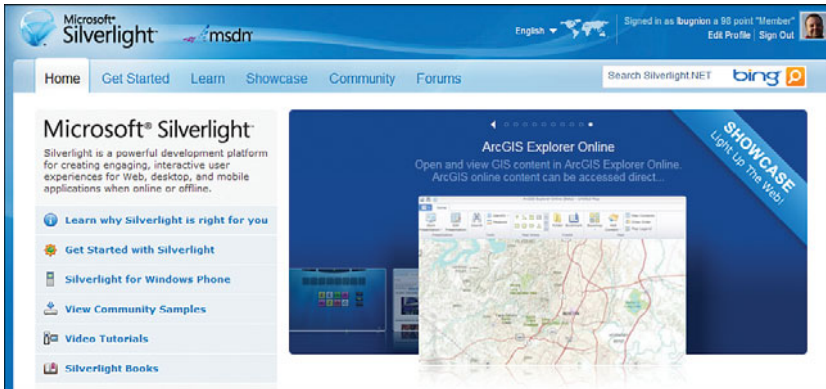 Microsoft®
Silverlight™
msdn
English
Signed in as lbugnion a 98 point "Member"
Edit Profile | Sign Out
Home Get Started Learn Showcase Community Forums
Search Silverlight.NET bing
Microsoft® Silverlight™
Silverlight is a powerful development platform
for creating engaging, interactive user
experiences for Web, desktop, and mobile
applications when online or offline.
Learn why Silverlight is right for you
Get Started with Silverlight
Silverlight for Windows Phone
View Community Samples
Video Tutorials
Silverlight Books
ArcGIS Explorer Online
Open and view GIS content in ArcGIS Explorer Online.
ArcGIS online content can be accessed direct...
SHOWCASE
Light Up The Web!
Home
AUSTIN